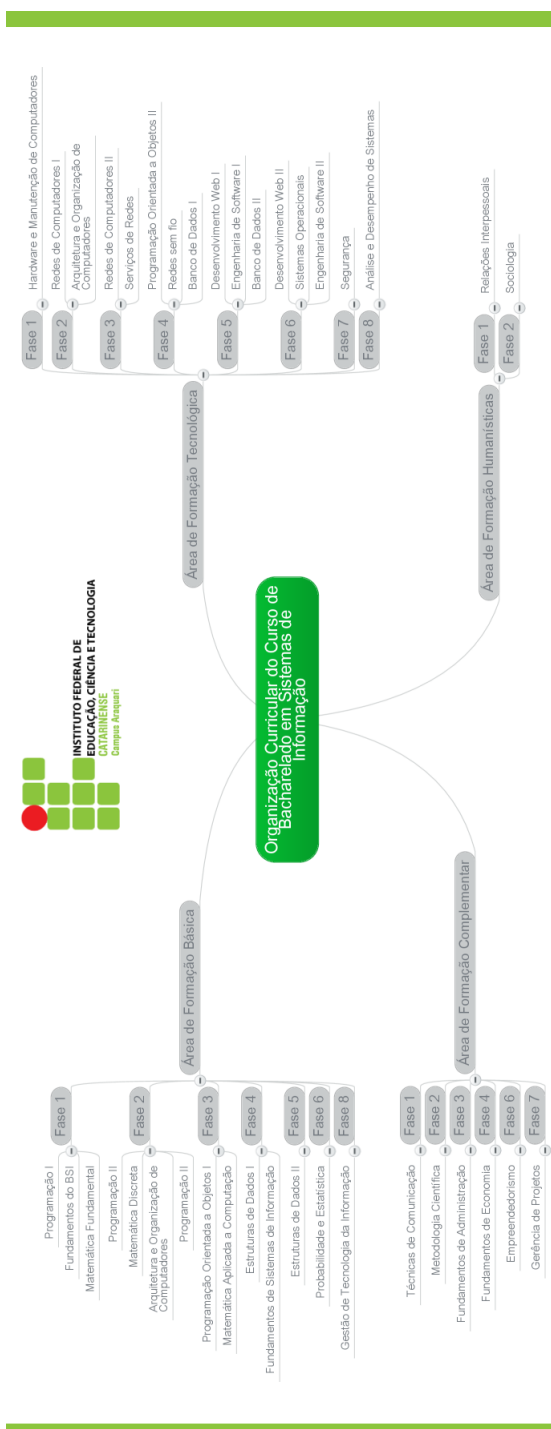 INSTITUTO FEDERAL DE
EDUCAÇÃO, CIÊNCIA E TECNOLOGIA
CATARINENSE
Campus Araquari
Organização Curricular do Curso de
Bacharelado em Sistemas de
Informação
Área de Formação Básica
Fase 1
Programação I
Fundamentos do BSI
Matemática Fundamental
Fase 2
Programação II
Matemática Discreta
Arquitetura e Organização de
Computadores
Fase 3
Programação II
Programação Orientada a Objetos I
Matemática Aplicada a Computação
Fase 4
Estruturas de Dados I
Fundamentos de Sistemas de Informação
Fase 5
Estruturas de Dados II
Fase 6
Probabilidade e Estatística
Fase 8
Gestão de Tecnologia da Informação
Área de Formação Tecnológica
Fase 1
Hardware e Manutenção de Computadores
Fase 2
Redes de Computadores I
Arquitetura e Organização de
Computadores
Fase 3
Redes de Computadores II
Serviços de Redes
Fase 4
Programação Orientada a Objetos II
Redes sem fio
Banco de Dados I
Fase 5
Desenvolvimento Web I
Engenharia de Software I
Banco de Dados II
Fase 6
Desenvolvimento Web II
Sistemas Operacionais
Engenharia de Software II
Fase 7
Segurança
Fase 8
Análise e Desempenho de Sistemas
Área de Formação Complementar
Fase 1
Técnicas de Comunicação
Fase 2
Metodologia Científica
Fase 3
Fundamentos de Administração
Fase 4
Fundamentos de Economia
Fase 6
Empreendedorismo
Fase 7
Gerência de Projetos
Área de Formação Humanísticas
Fase 1
Relações Interpessoais
Fase 2
Sociologia